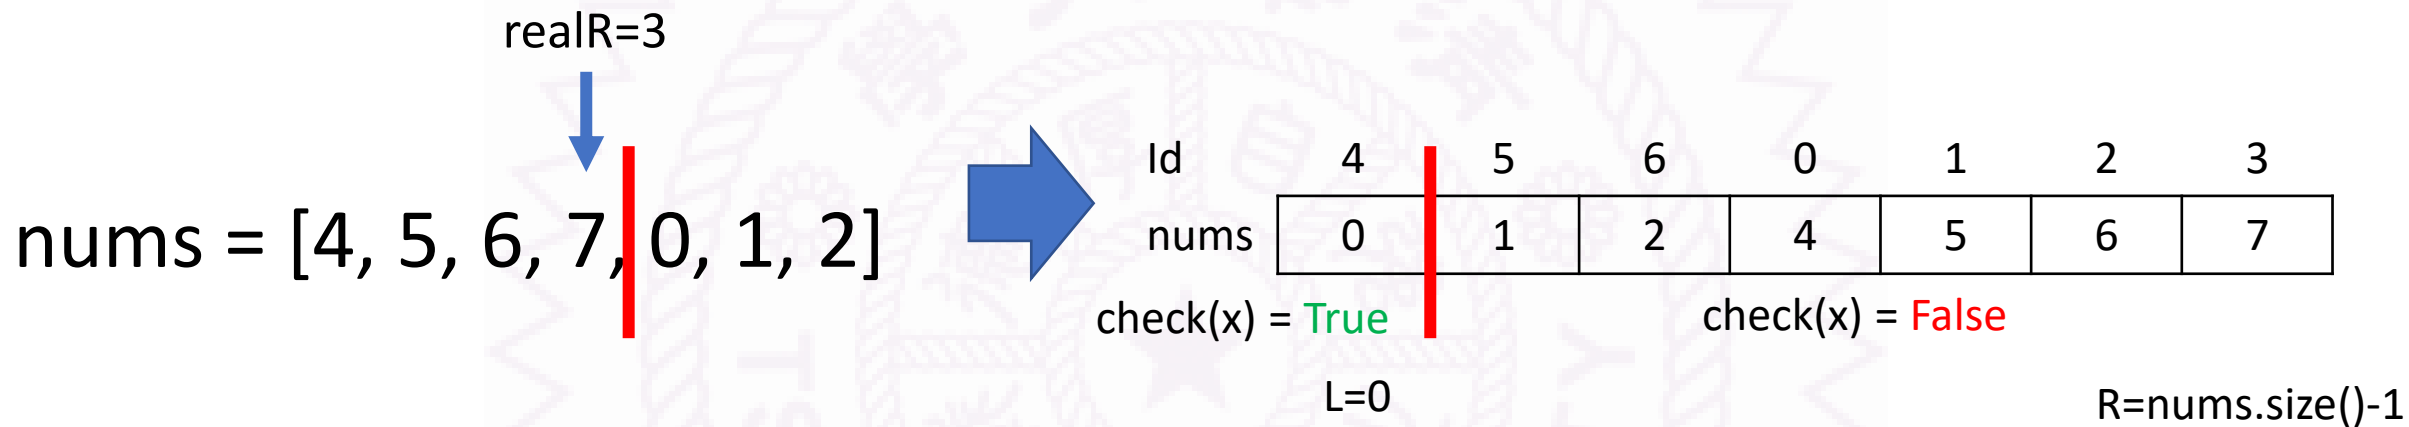 realR=3
nums = [4, 5, 6, 7, 0, 1, 2]
Id 4 5 6 0 1 2 3
nums 0 1 2 4 5 6 7
check(x) = True check(x) = False
L=0 R=nums.size()-1